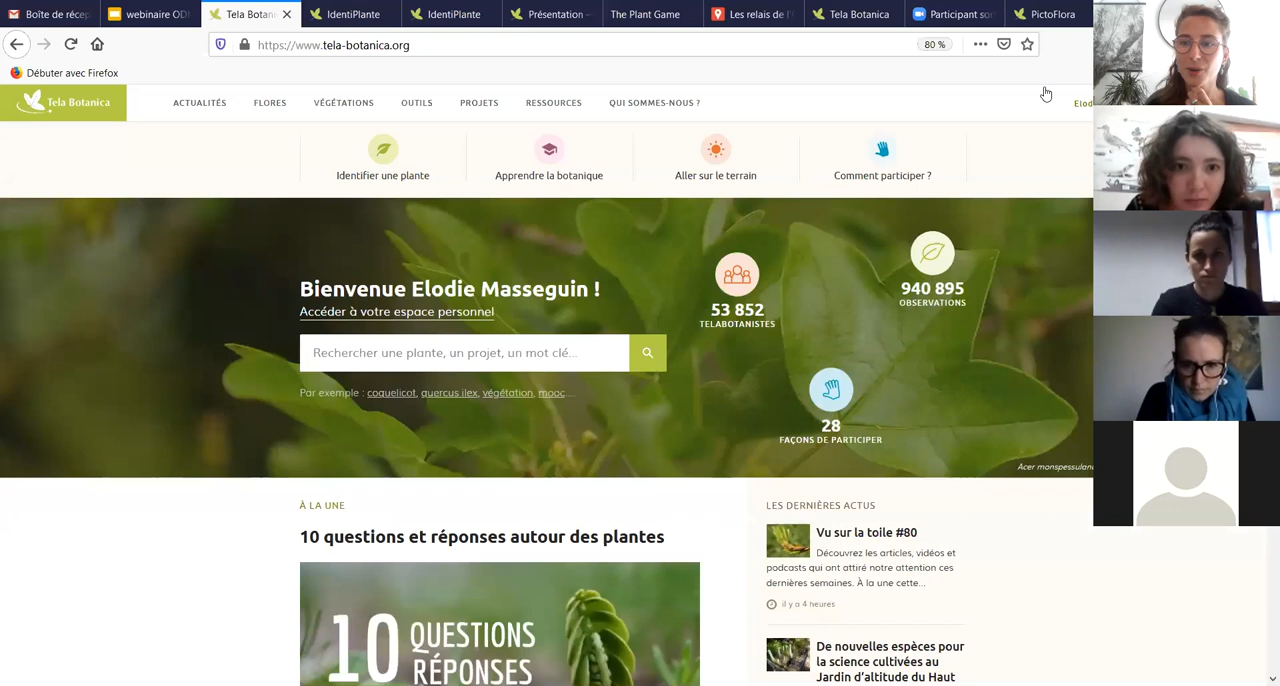 Boîte de récep
webinaire ODI
Tela Botani
IdentiPlante
IdentiPlante
Présentation –
The Plant Game
Les relais de l'
Tela Botanica
Participant so
PictoFlora
https://www.tela-botanica.org
80 %
Débuter avec Firefox
Tela Botanica
ACTUALITÉS
FLORES
VÉGÉTATIONS
OUTILS
PROJETS
RESSOURCES
QUI SOMMES-NOUS ?
Elod
Identifier une plante
Apprendre la botanique
Aller sur le terrain
Comment participer ?
Bienvenue Elodie Masseguin !
Accéder à votre espace personnel
Rechercher une plante, un projet, un mot clé...
Par exemple : coquelicot, quercus ilex, végétation, mooc...
53 852
TELABOTANISTES
940 895
OBSERVATIONS
28
FAÇONS DE PARTICIPER
Acer monspessulan
À LA UNE
10 questions et réponses autour des plantes
10 QUESTIONS
RÉPONSES
LES DERNIÈRES ACTUS
Vu sur la toile #80
Découvrez les articles, vidéos et
podcasts qui ont attiré notre attention ces
dernières semaines. À la une cette...
il y a 4 heures
De nouvelles espèces pour
la science cultivées au
Jardin d'altitude du Haut